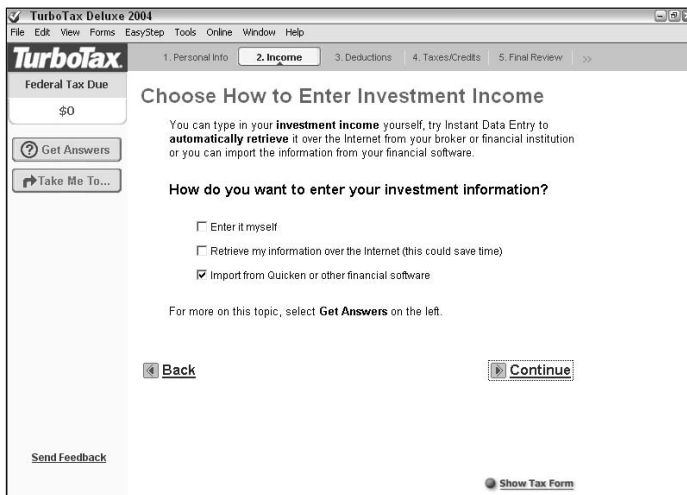 TurboTax Deluxe 2004
File Edit View Forms EasyStep Tools Online Window Help
TurboTax.
1. Personal Info 2. Income 3. Deductions 4. Taxes/Credits 5. Final Review >>
Federal Tax Due
$0
? Get Answers
Take Me To...
Choose How to Enter Investment Income
You can type in your investment income yourself, try Instant Data Entry to
automatically retrieve it over the Internet from your broker or financial institution
or you can import the information from your financial software.
How do you want to enter your investment information?
Enter it myself
Retrieve my information over the Internet (this could save time)
Import from Quicken or other financial software
For more on this topic, select Get Answers on the left.
Back
Continue
Send Feedback
Show Tax Form